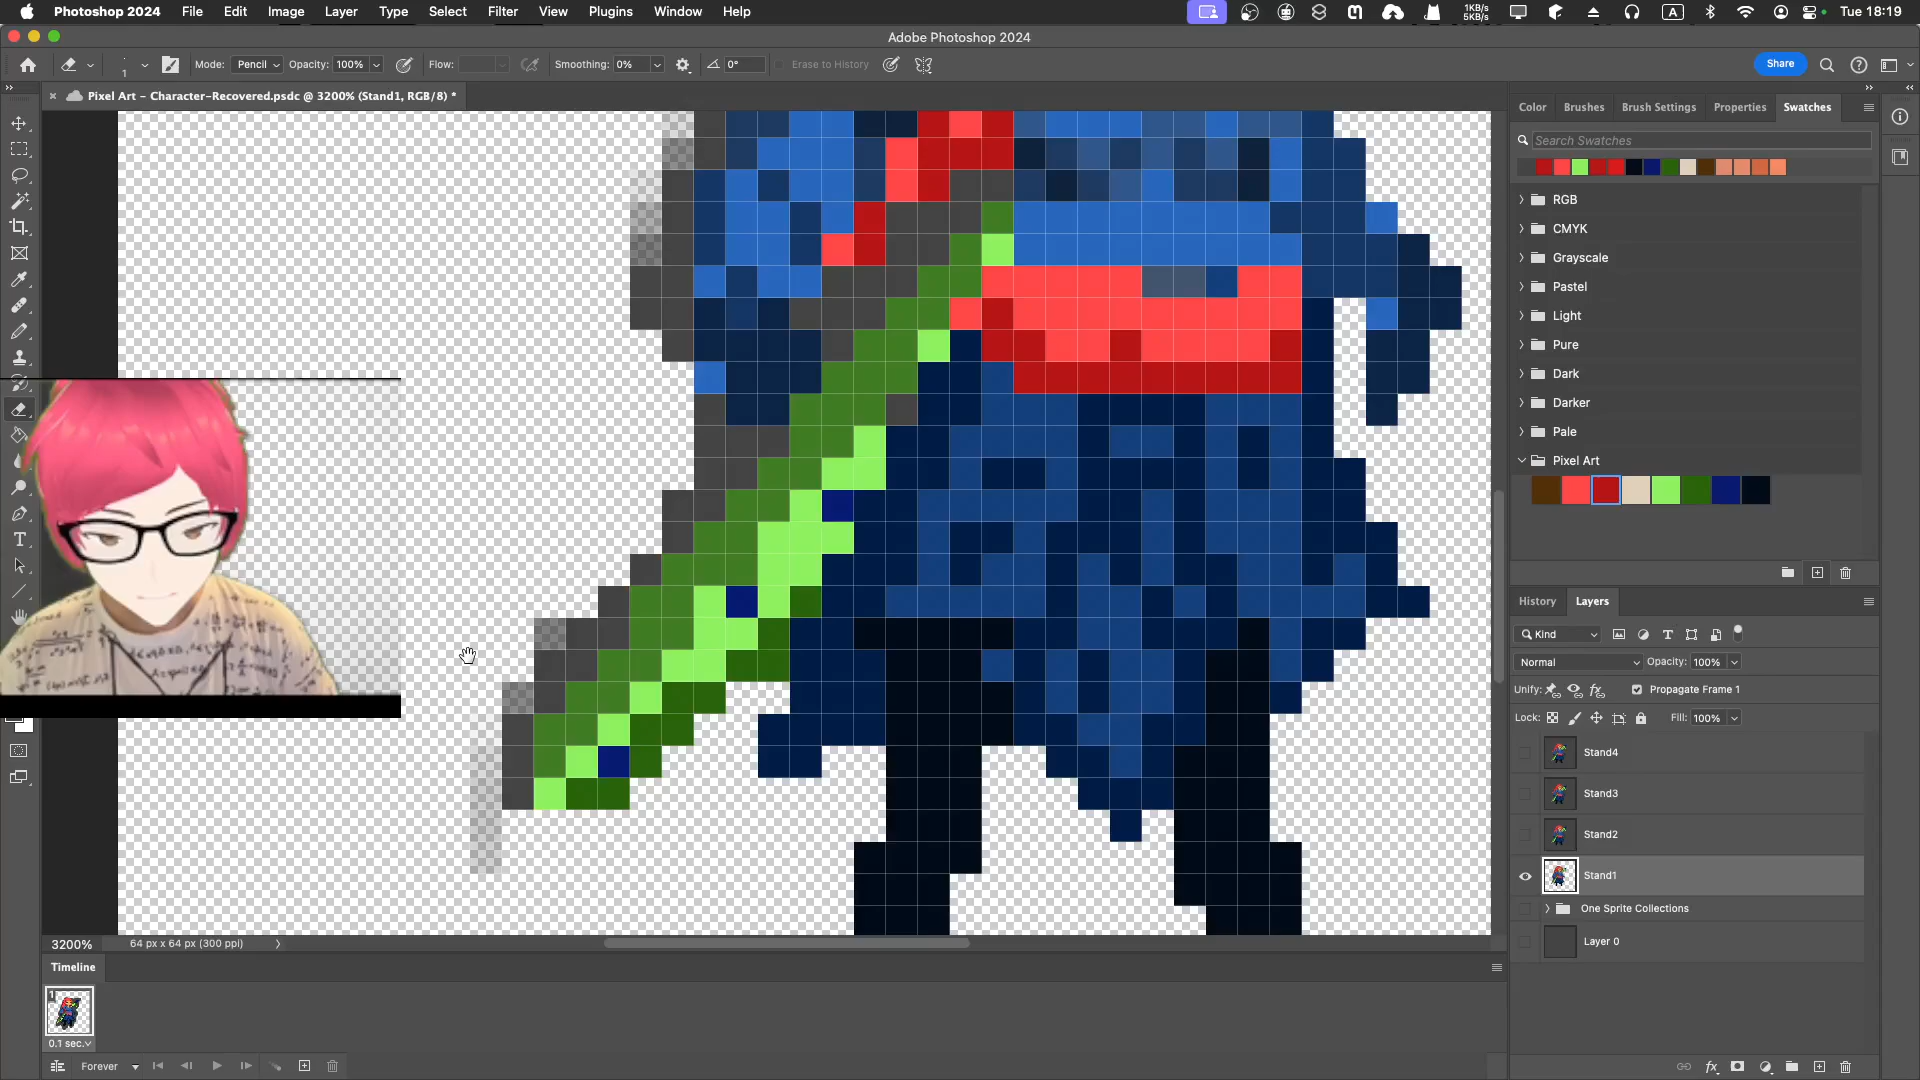 Photoshop 2024 File Edit Image Layer Type Select Filter View Plugins Window Help
1KB/s
5KB/s
A
Tue 18:19
Adobe Photoshop 2024
1
Mode: Pencil Opacity: 100% Flow: Smoothing: 0% 0° Erase to History
Share
Pixel Art - Character-Recovered.psdc @ 3200% (Stand1, RGB/8) *
Color Brushes Brush Settings Properties Swatches
Search Swatches
RGB
CMYK
Grayscale
Pastel
Light
Pure
Dark
Darker
Pale
Pixel Art
History Layers
Kind
Normal Opacity: 100%
Unify: Propagate Frame 1
Lock: Fill: 100%
Stand4
Stand3
Stand2
Stand1
One Sprite Collections
Layer 0
3200% 64 px x 64 px (300 ppi)
Timeline
1
0.1 sec.
Forever